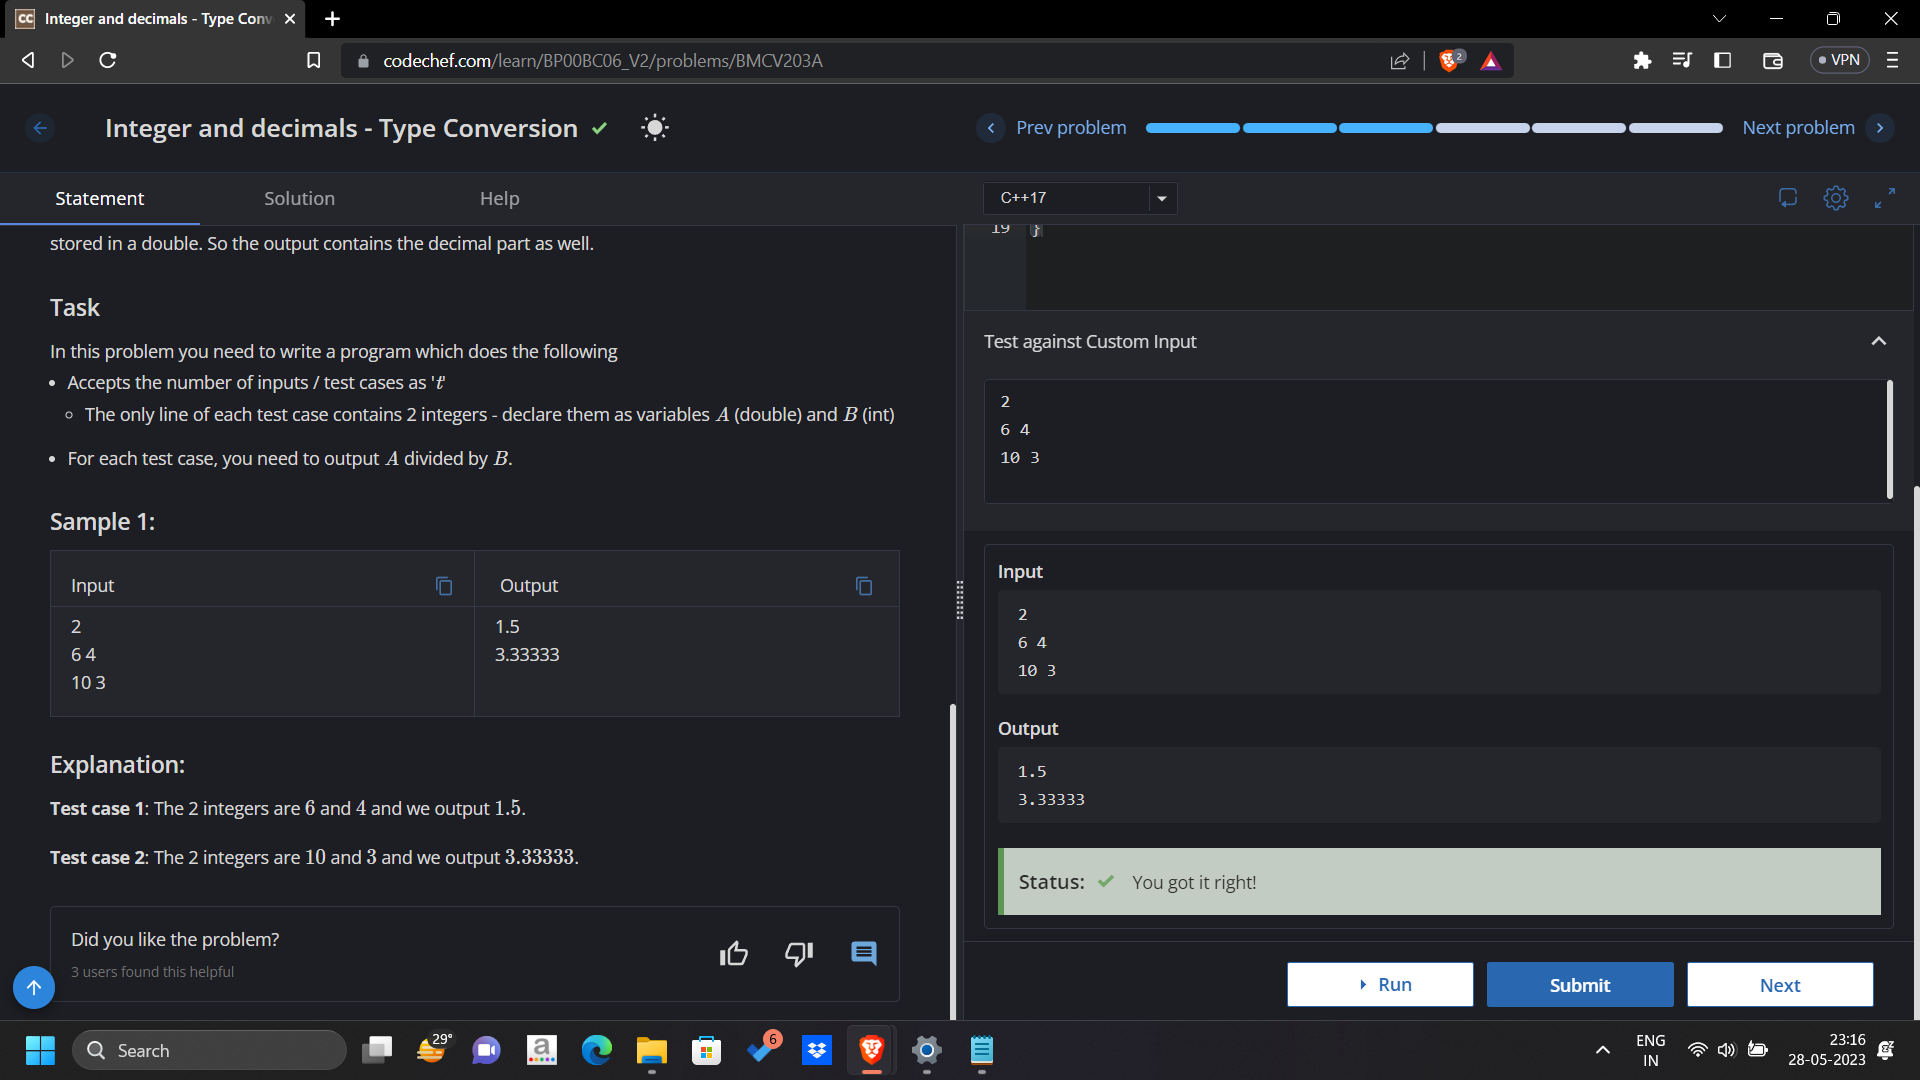 CC Integer and decimals - Type Conv
codechef.com/learn/BP00BC06_V2/problems/BMCV203A
2
VPN
Integer and decimals - Type Conversion
Prev problem
Next problem
Statement
Solution
Help
C++17
stored in a double. So the output contains the decimal part as well.
Task
In this problem you need to write a program which does the following
• Accepts the number of inputs / test cases as 't'
The only line of each test case contains 2 integers - declare them as variables A (double) and B (int)
• For each test case, you need to output A divided by B.
Sample 1:
Input
Output
2
6 4
10 3
1.5
3.33333
Explanation:
Test case 1: The 2 integers are 6 and 4 and we output 1.5.
Test case 2: The 2 integers are 10 and 3 and we output 3.33333.
Did you like the problem?
3 users found this helpful
19 }
Test against Custom Input
2
6 4
10 3
Input
2
6 4
10 3
Output
1.5
3.33333
Status: You got it right!
Run
Submit
Next
Search
29°
a
6
ENG
IN
23:16
28-05-2023